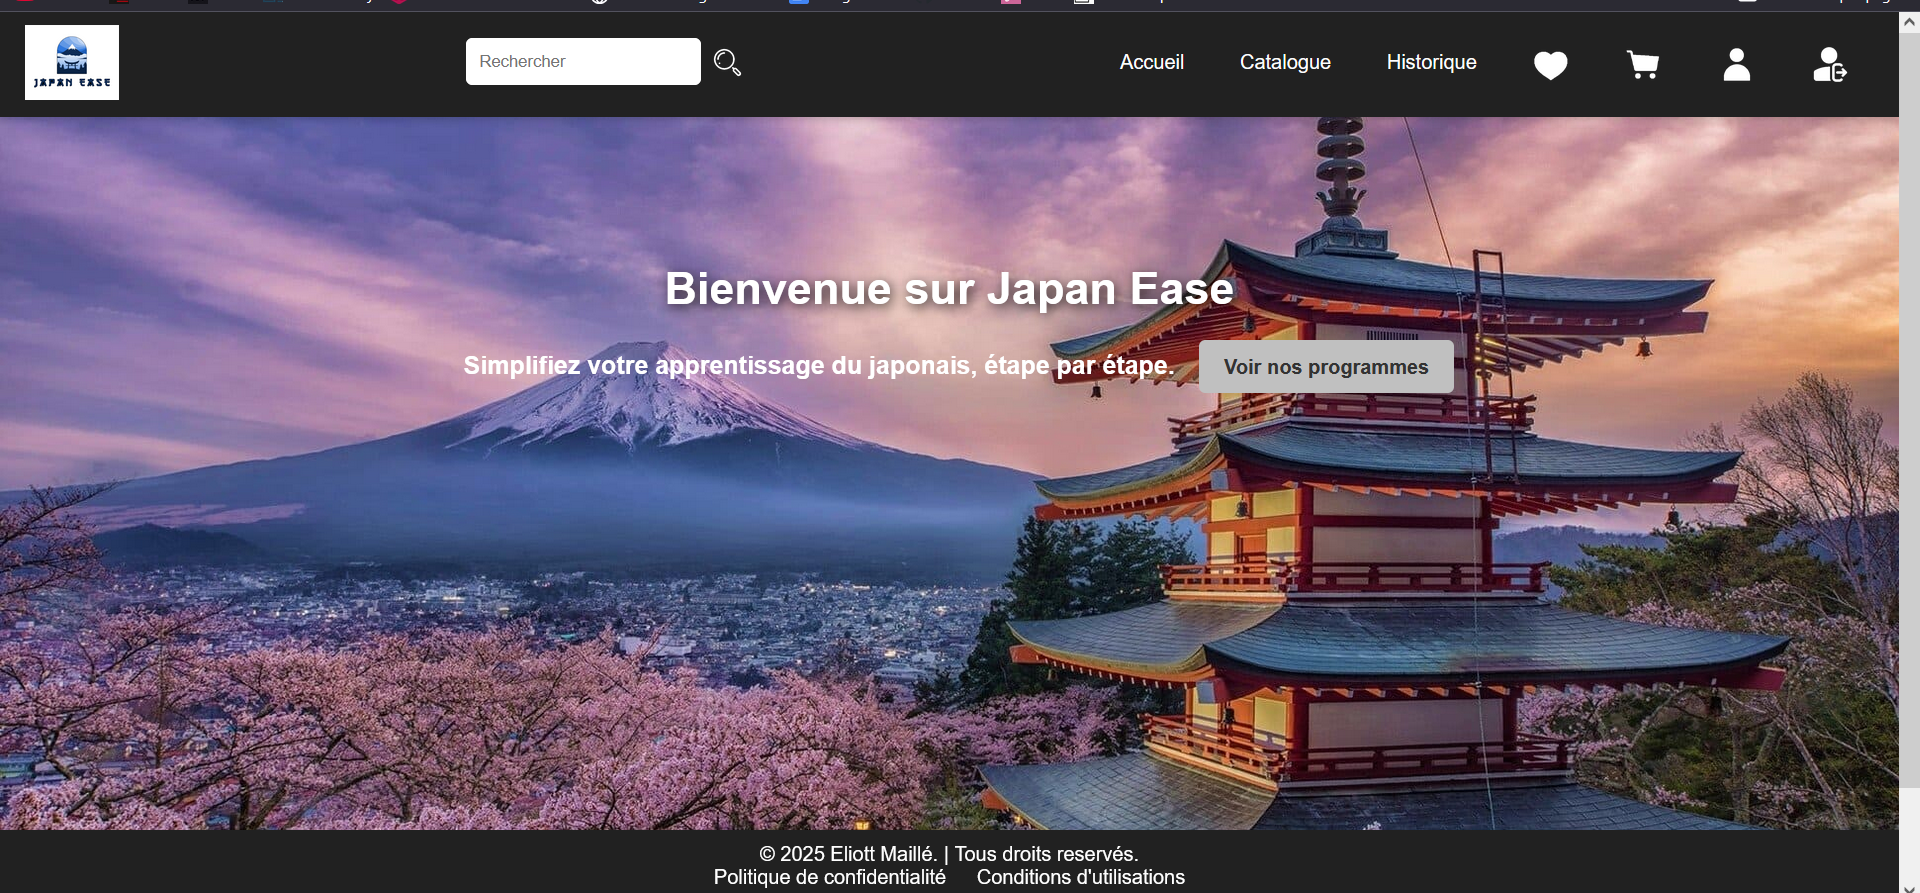 JAPAN EASE
Rechercher
Accueil
Catalogue
Historique
Bienvenue sur Japan Ease
Simplifiez votre apprentissage du japonais, étape par étape.
Voir nos programmes
© 2025 Eliott Maillé. | Tous droits reservés.
Politique de confidentialité
Conditions d'utilisations